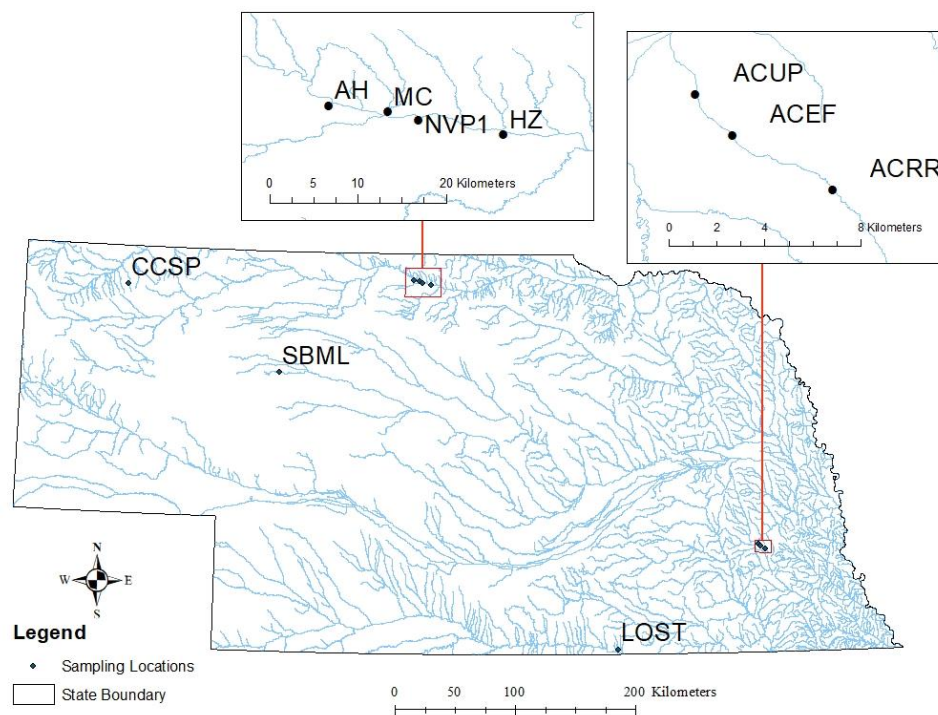 AH
MC
NVP1
HZ
0 5 10 20 Kilometers
ACUP
ACEF
ACRR
0 2 4 8 Kilometers
CCSP
SBML
LOST
N
W E
S
Legend
Sampling Locations
State Boundary
0 50 100 200 Kilometers